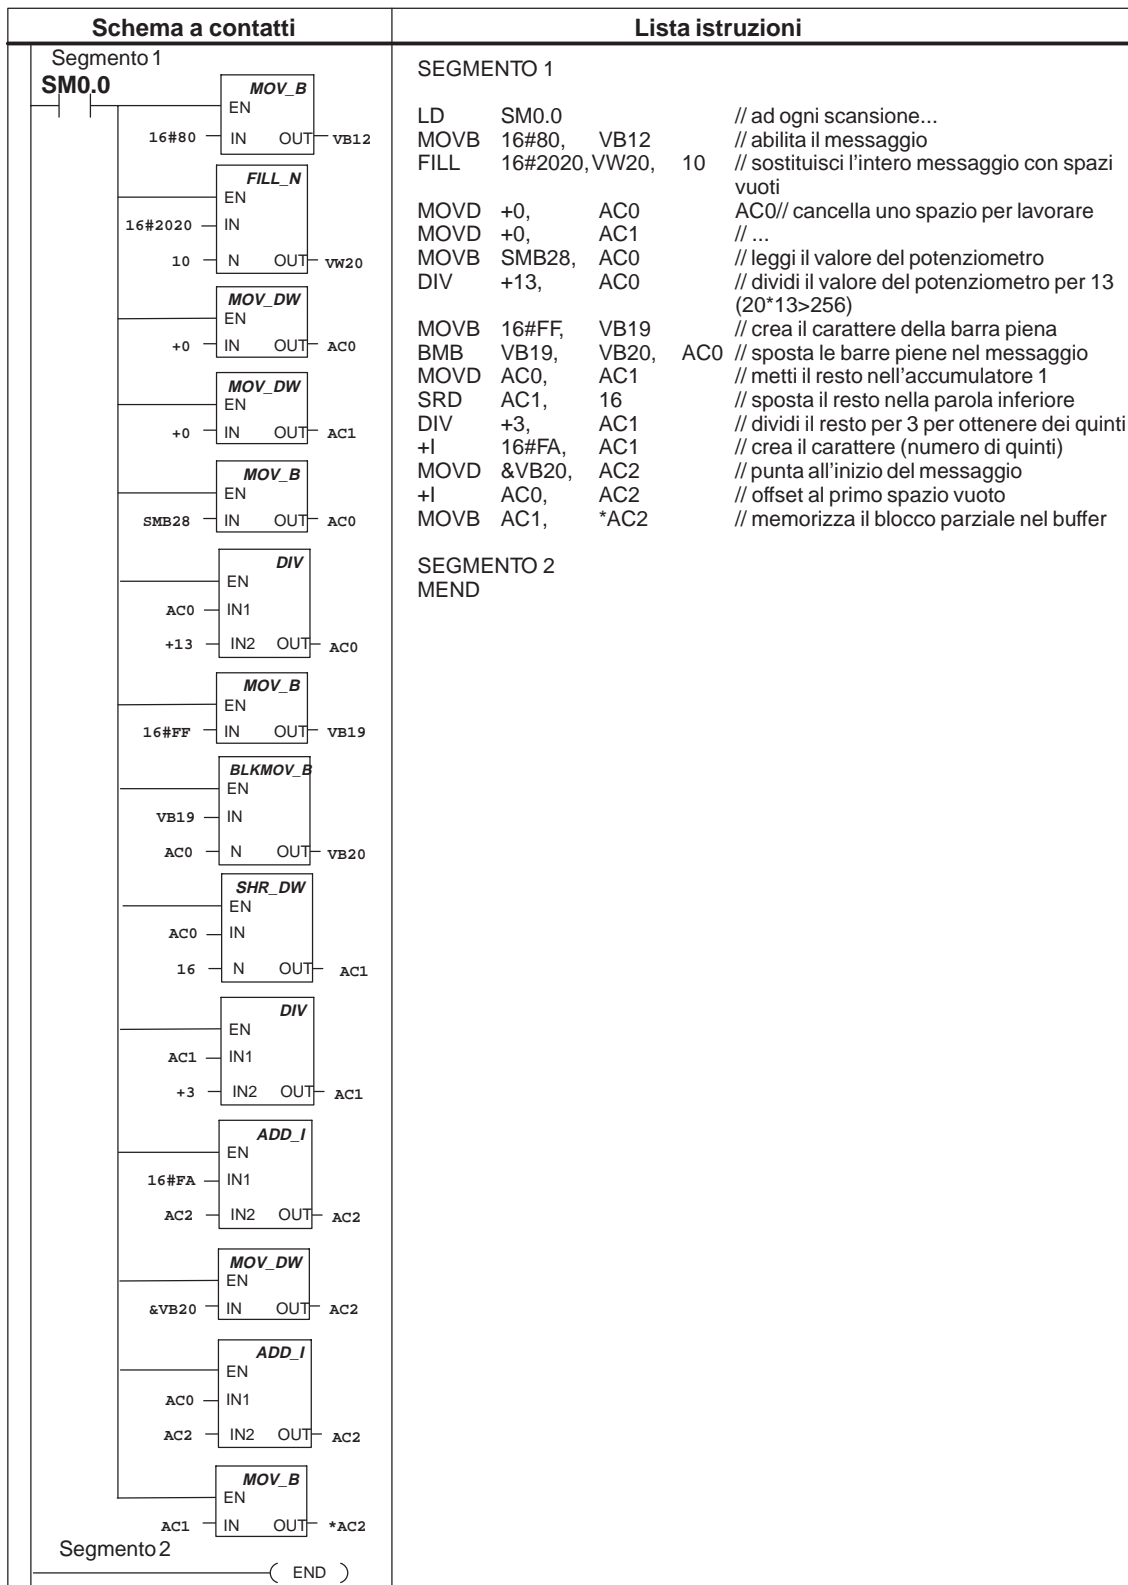 Schema a contatti
Lista istruzioni
Segmento 1
SM0.0
MOV_B
EN
16#80 IN OUT VB12
FILL_N
EN
16#2020 IN
10 N OUT VW20
MOV_DW
EN
+0 IN OUT AC0
MOV_DW
EN
+0 IN OUT AC1
MOV_B
EN
SMB28 IN OUT AC0
DIV
EN
AC0 IN1
+13 IN2 OUT AC0
MOV_B
EN
16#FF IN OUT VB19
BLKMOV_B
EN
VB19 IN
AC0 N OUT VB20
SHR_DW
EN
AC0 IN
16 N OUT AC1
DIV
EN
AC1 IN1
+3 IN2 OUT AC1
ADD_I
EN
16#FA IN1
AC2 IN2 OUT AC2
MOV_DW
EN
&VB20 IN OUT AC2
ADD_I
EN
AC0 IN1
AC2 IN2 OUT AC2
MOV_B
EN
AC1 IN OUT *AC2
Segmento 2
( END )
SEGMENTO 1
LD SM0.0 // ad ogni scansione...
MOVB 16#80, VB12 // abilita il messaggio
FILL 16#2020, VW20, 10 // sostituisci l'intero messaggio con spazi
vuoti
MOVD +0, AC0 AC0// cancella uno spazio per lavorare
MOVD +0, AC1 // ...
MOVB SMB28, AC0 // leggi il valore del potenziometro
DIV +13, AC0 // dividi il valore del potenziometro per 13
(20*13>256)
MOVB 16#FF, VB19 // crea il carattere della barra piena
BMB VB19, VB20, AC0 // sposta le barre piene nel messaggio
MOVD AC0, AC1 // metti il resto nell'accumulatore 1
SRD AC1, 16 // sposta il resto nella parola inferiore
DIV +3, AC1 // dividi il resto per 3 per ottenere dei quinti
+I 16#FA, AC1 // crea il carattere (numero di quinti)
MOVD &VB20, AC2 // punta all'inizio del messaggio
+I AC0, AC2 // offset al primo spazio vuoto
MOVB AC1, *AC2 // memorizza il blocco parziale nel buffer
SEGMENTO 2
MEND